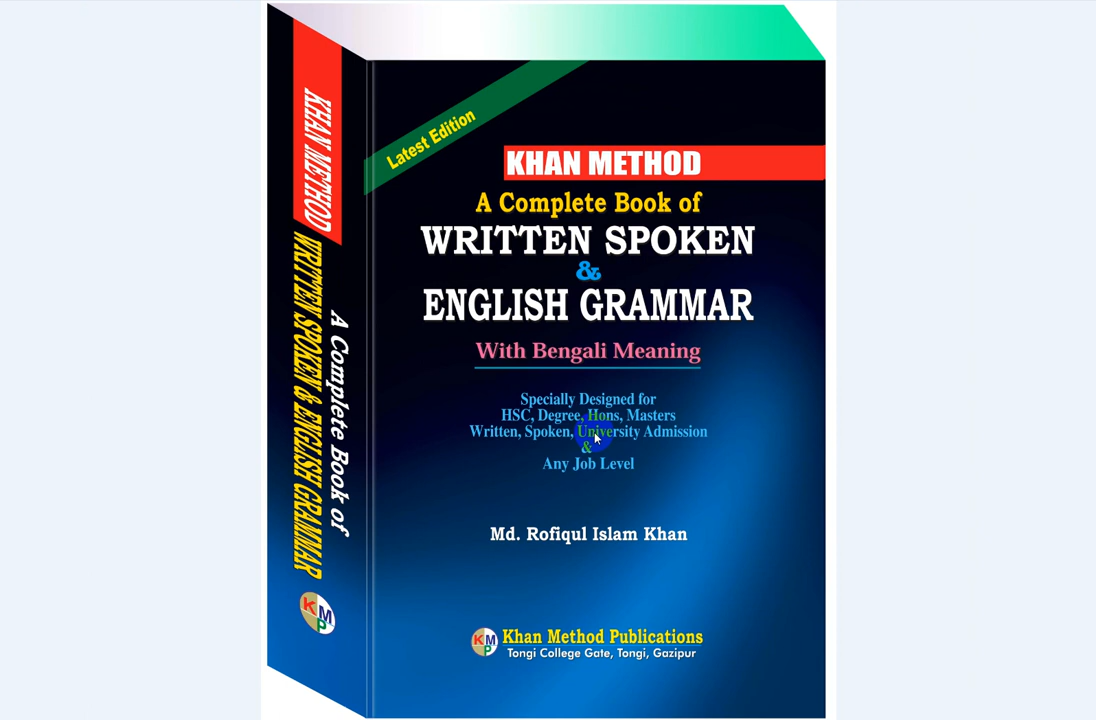 KHAN METHOD
A Complete Book of
WRITTEN SPOKEN & ENGLISH GRAMMAR
KMP
Latest Edition
KHAN METHOD
A Complete Book of
WRITTEN SPOKEN
&
ENGLISH GRAMMAR
With Bengali Meaning
Specially Designed for
HSC, Degree, Hons, Masters
Written, Spoken, University Admission
&
Any Job Level
Md. Rofiqul Islam Khan
KMP Khan Method Publications
Tongi College Gate, Tongi, Gazipur